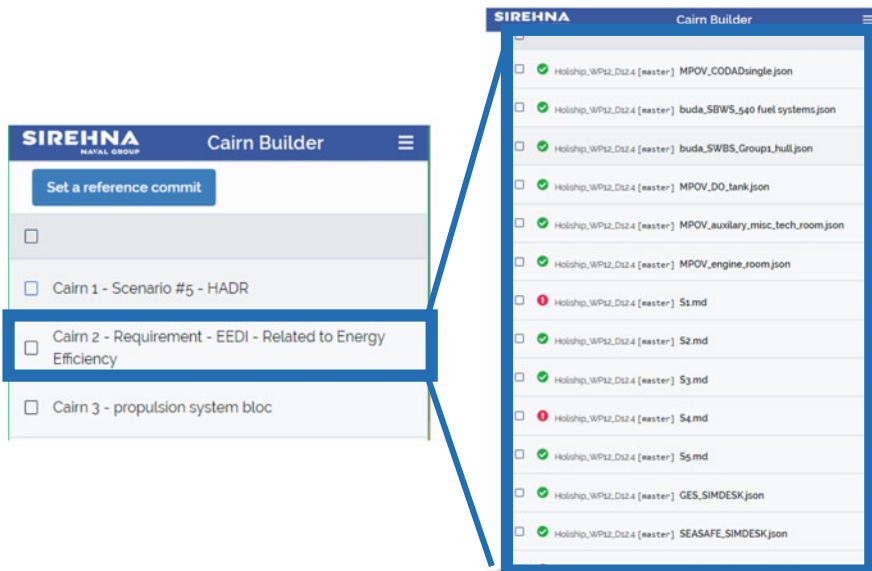 SIREHNA
NAVAL GROUP
Cairn Builder
Set a reference commit
Cairn 1 - Scenario #5 - HADR
Cairn 2 - Requirement - EEDI - Related to Energy
Efficiency
Cairn 3 - propulsion system bloc
SIREHNA
Cairn Builder
Holiship_WP12_D12.4 [master] MPOV_CODADsingle.json
Holiship_WP12_D12.4 [master] buda_SBWS_540 fuel systems.json
Holiship_WP12_D12.4 [master] buda_SWBS_Group1_hull.json
Holiship_WP12_D12.4 [master] MPOV_DO_tank.json
Holiship_WP12_D12.4 [master] MPOV_auxilary_misc_tech_room.json
Holiship_WP12_D12.4 [master] MPOV_engine_room.json
Holiship_WP12_D12.4 [master] S1.md
Holiship_WP12_D12.4 [master] S2.md
Holiship_WP12_D12.4 [master] S3.md
Holiship_WP12_D12.4 [master] S4.md
Holiship_WP12_D12.4 [master] S5.md
Holiship_WP12_D12.4 [master] GES_SIMDESK.json
Holiship_WP12_D12.4 [master] SEASAFE_SIMDESK.json